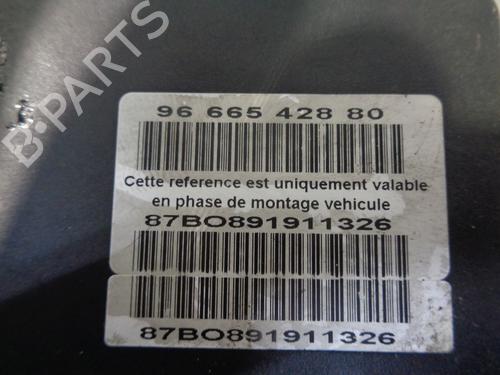 B-PARTS
96 665 428 80
Cette reference est uniquement valable
en phase de montage vehicule
87BO891911326
87BO891911326